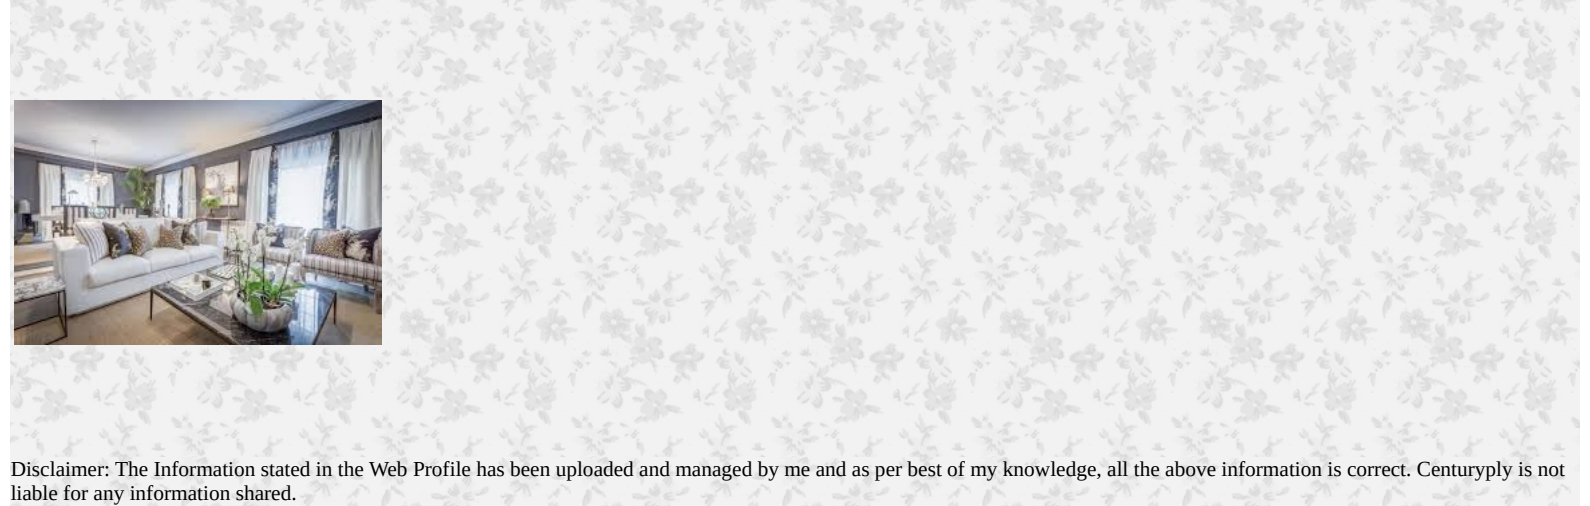 Disclaimer: The Information stated in the Web Profile has been uploaded and managed by me and as per best of my knowledge, all the above information is correct. Centuryply is not
liable for any information shared.